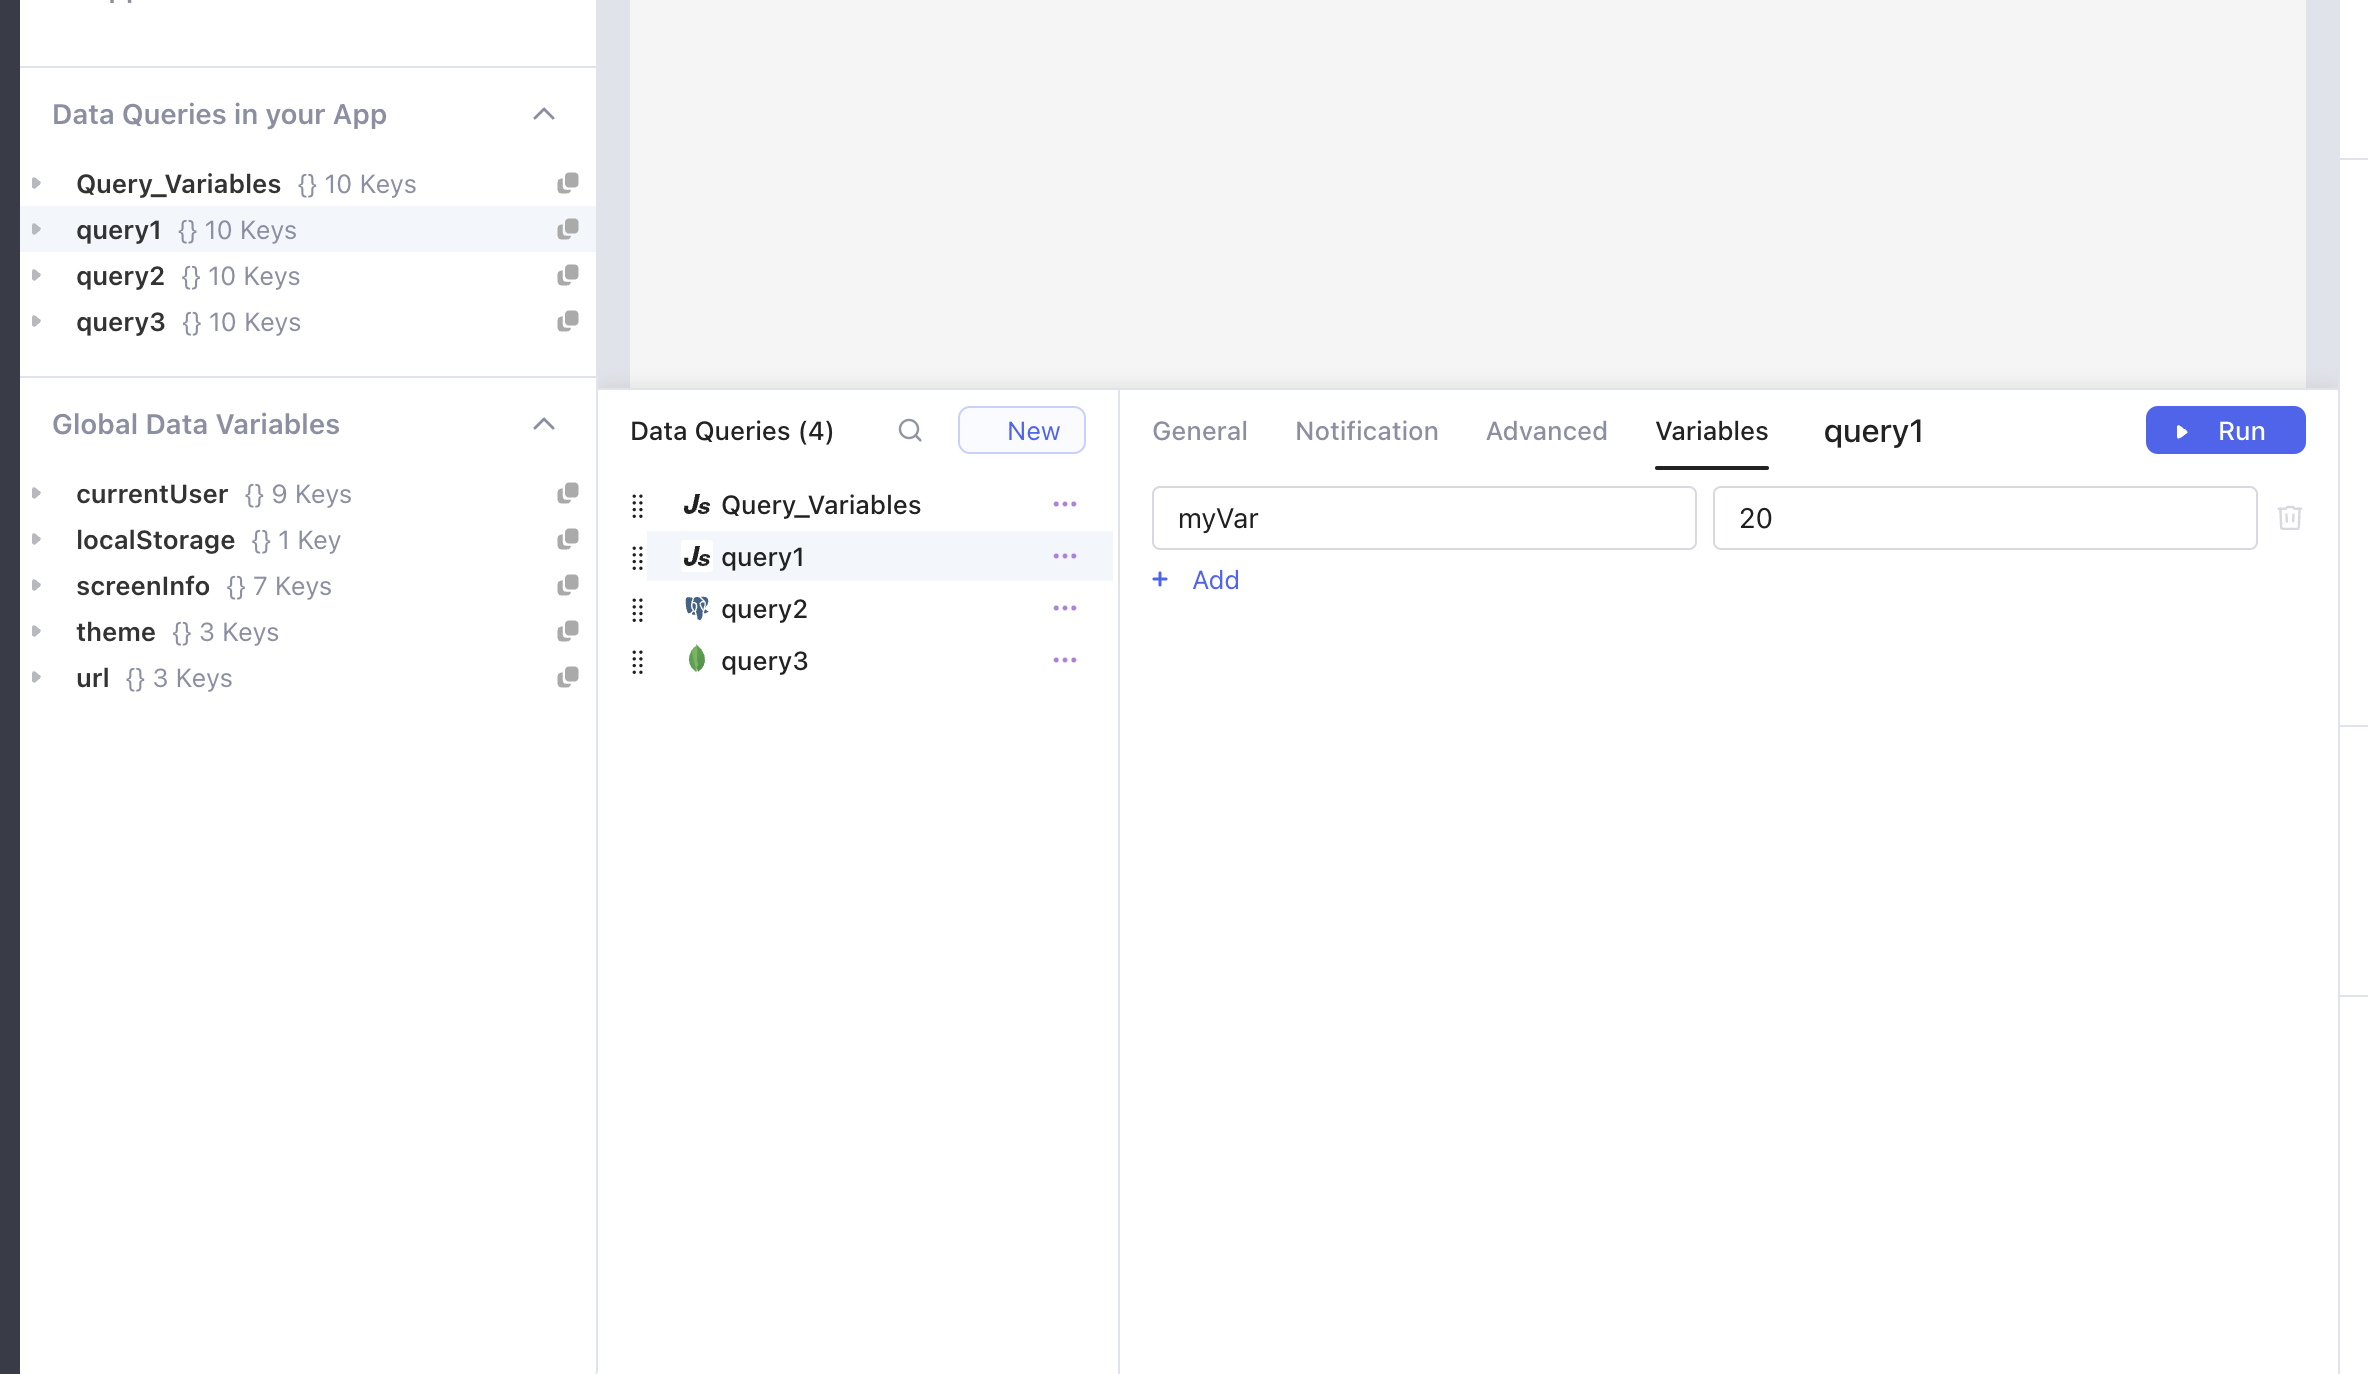 Data Queries in your App
Query_Variables {} 10 Keys
query1 {} 10 Keys
query2 {} 10 Keys
query3 {} 10 Keys
Global Data Variables
currentUser {} 9 Keys
localStorage {} 1 Key
screenInfo {} 7 Keys
theme {} 3 Keys
url {} 3 Keys
Data Queries (4)
New
Js Query_Variables
Js query1
query2
query3
General Notification Advanced Variables query1
Run
myVar 20
+ Add